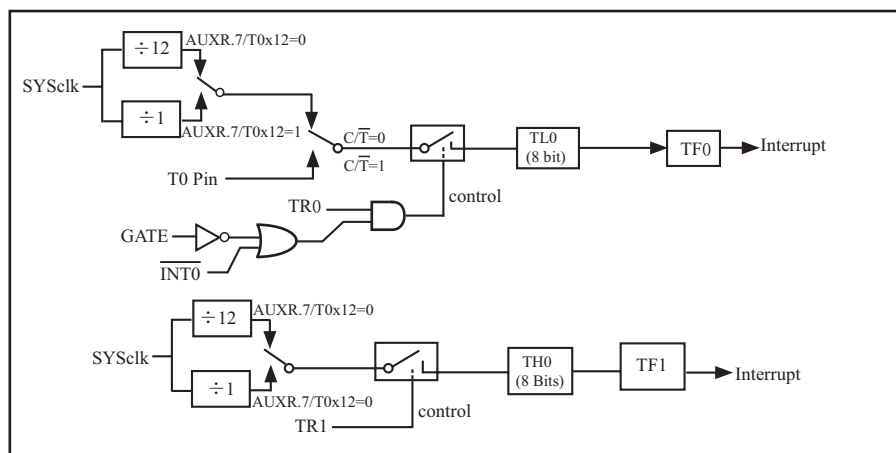 ÷12
AUXR.7/T0x12=0
SYSclk
÷1
AUXR.7/T0x12=1
C/T̅=0
C/T̅=1
TL0
(8 bit)
TF0
Interrupt
T0 Pin
control
TR0
GATE
I̅N̅T̅0̅
÷12
AUXR.7/T0x12=0
SYSclk
÷1
AUXR.7/T0x12=0
TH0
(8 Bits)
TF1
Interrupt
control
TR1